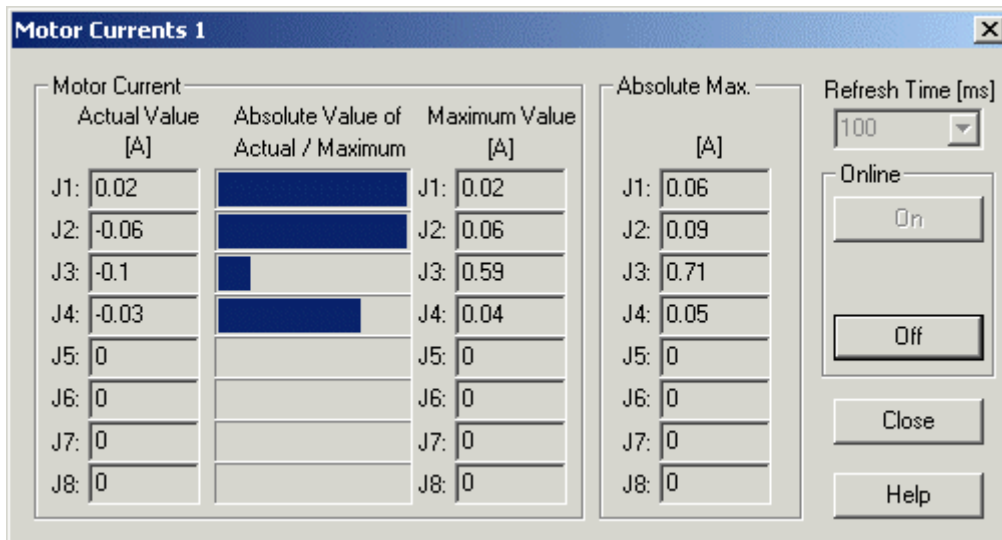 Motor Currents 1
Motor Current
Actual Value [A]
Absolute Value of Actual / Maximum
Maximum Value [A]
J1: 0.02 J1: 0.02
J2: -0.06 J2: 0.06
J3: -0.1 J3: 0.59
J4: -0.03 J4: 0.04
J5: 0 J5: 0
J6: 0 J6: 0
J7: 0 J7: 0
J8: 0 J8: 0
Absolute Max.
[A]
J1: 0.06
J2: 0.09
J3: 0.71
J4: 0.05
J5: 0
J6: 0
J7: 0
J8: 0
Refresh Time [ms]
100
Online
On
Off
Close
Help